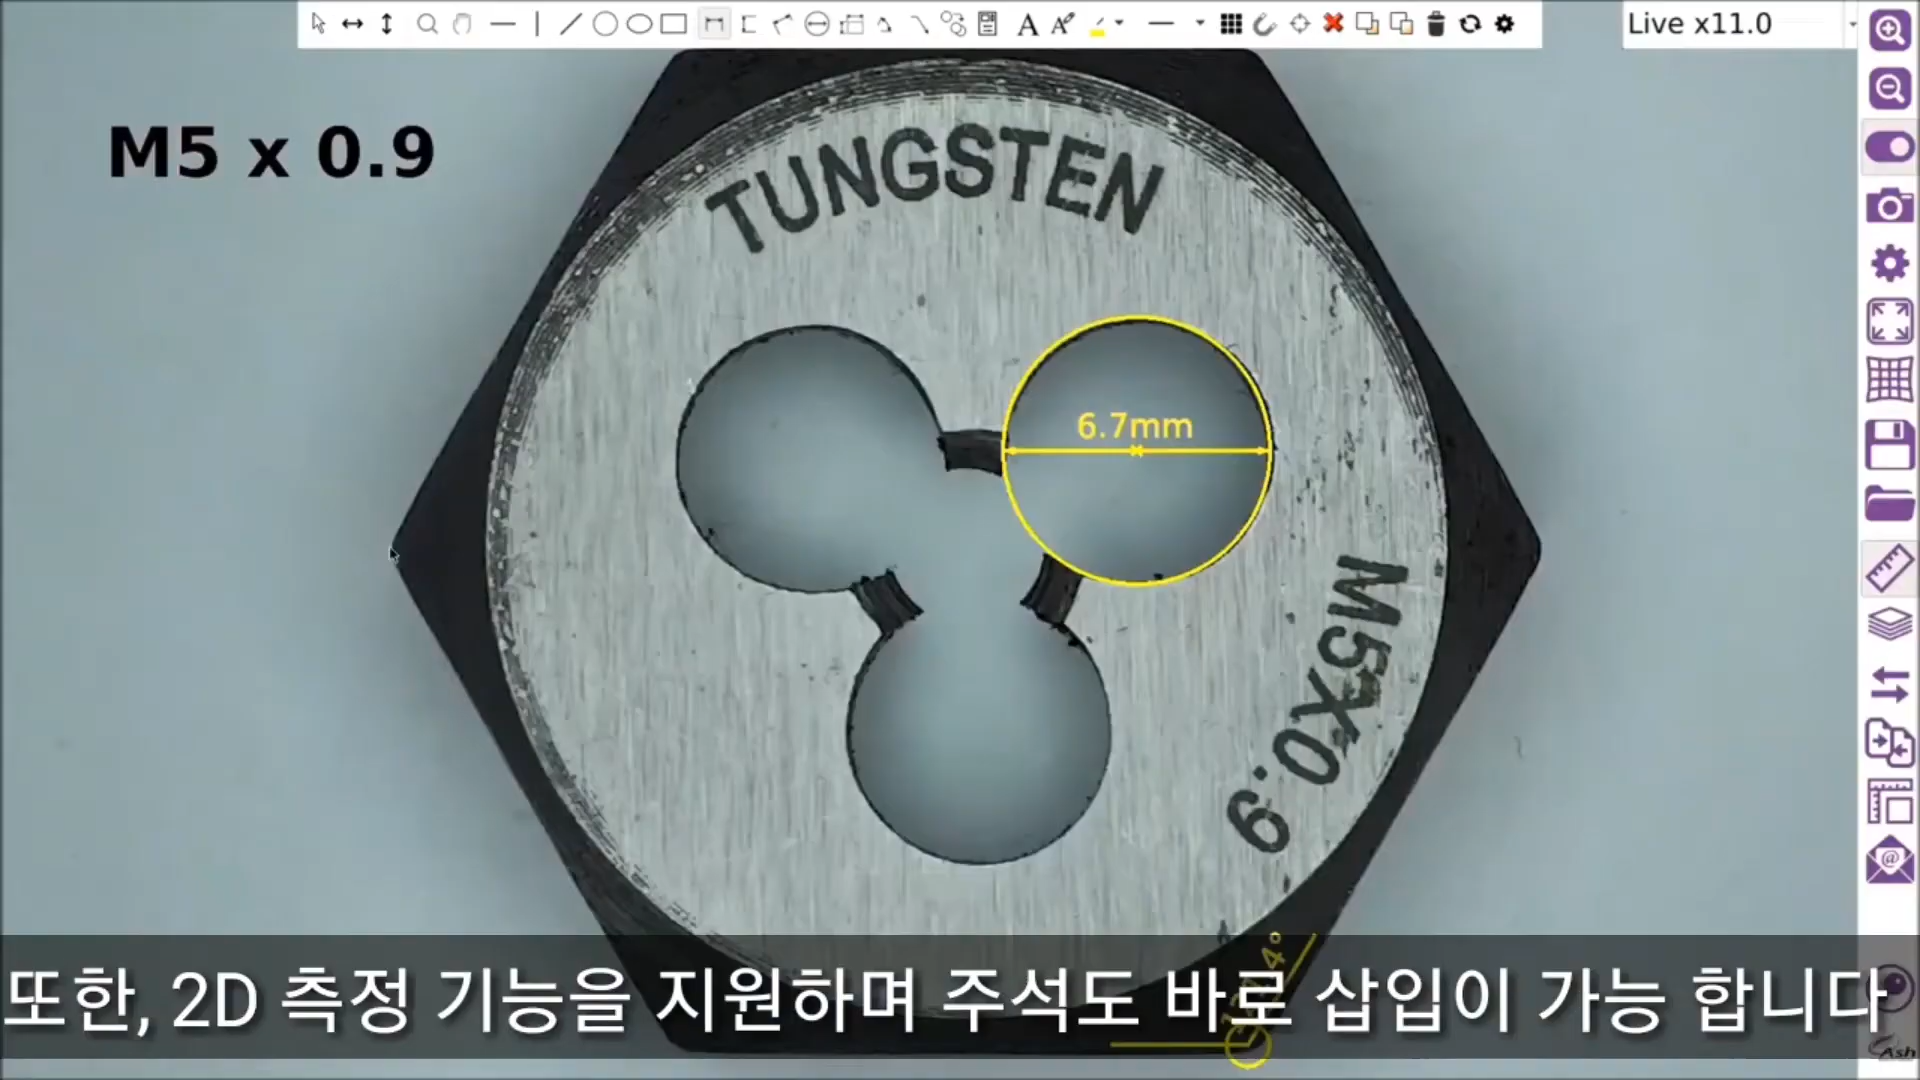 Live x11.0
M5 x 0.9
TUNGSTEN
6.7mm
M5X0.9
또한, 2D 측정 기능을 지원하며 주석도 바로 삽입이 가능 합니다
Ash